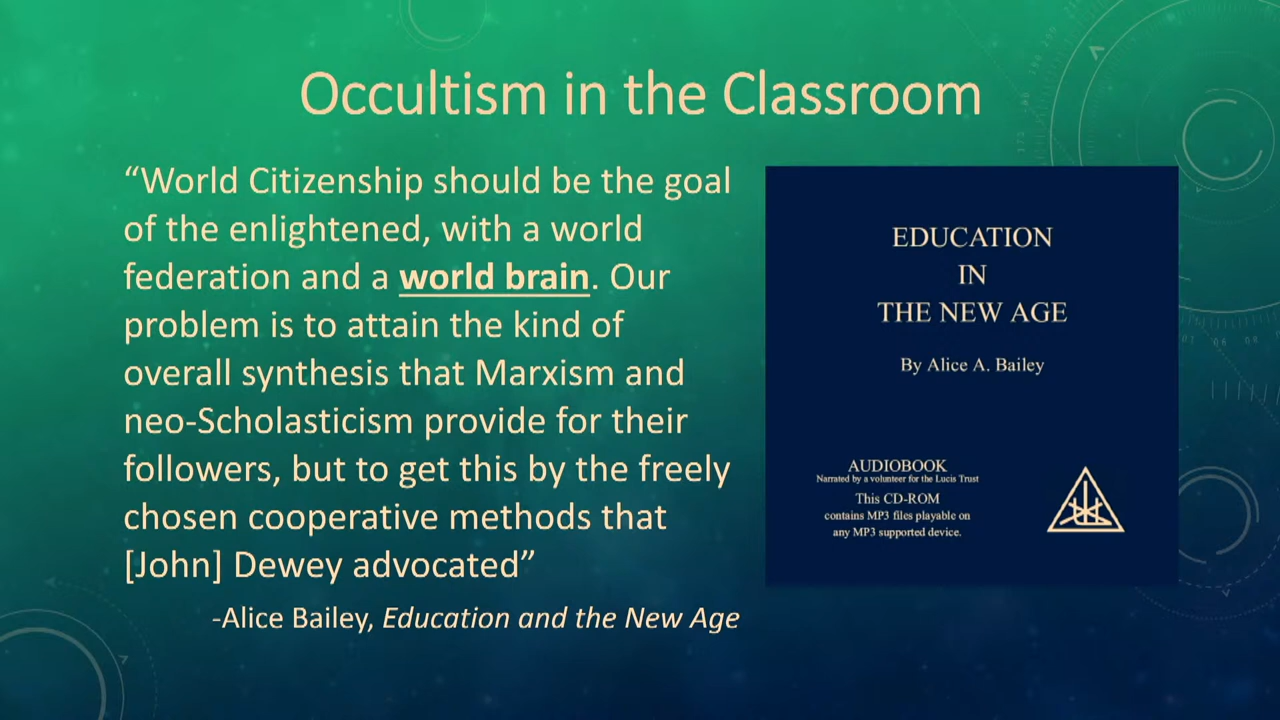 Occultism in the Classroom
“World Citizenship should be the goal
of the enlightened, with a world
federation and a world brain. Our
problem is to attain the kind of
overall synthesis that Marxism and
neo-Scholasticism provide for their
followers, but to get this by the freely
chosen cooperative methods that
[John] Dewey advocated”
-Alice Bailey, Education and the New Age
EDUCATION
IN
THE NEW AGE
By Alice A. Bailey
AUDIOBOOK
Narrated by a volunteer for the Lucis Trust
This CD-ROM
contains MP3 files playable on
any MP3 supported device.